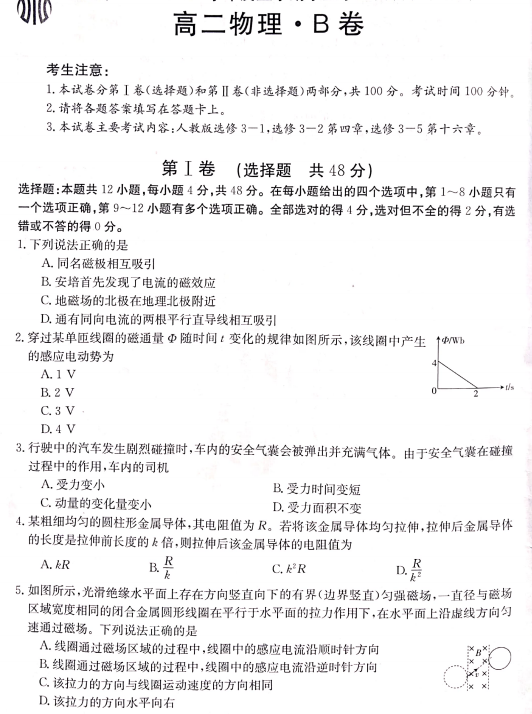 高二物理·B卷
考生注意:
1.本试卷分第Ⅰ卷(选择题)和第Ⅱ卷(非选择题)两部分,共100分。考试时间100分钟。
2.请将各题答案填写在答题卡上。
3.本试卷主要考试内容:人教版选修3-1,选修3-2第四章,选修3-5第十六章。
第Ⅰ卷 (选择题 共48分)
选择题:本题共12小题,每小题4分,共48分。在每小题给出的四个选项中,第1~8小题只有
一个选项正确,第9~12小题有多个选项正确。全部选对的得4分,选对但不全的得2分,有选
错或不答的得0分。
1.下列说法正确的是
A.同名磁极相互吸引
B.安培首先发现了电流的磁效应
C.地磁场的北极在地理北极附近
D.通有同向电流的两根平行直导线相互吸引
2.穿过某单匝线圈的磁通量Φ随时间t变化的规律如图所示,该线圈中产生
的感应电动势为
A.1 V
B.2 V
C.3 V
D.4 V
Φ/Wb
4
0 2 t/s
3.行驶中的汽车发生剧烈碰撞时,车内的安全气囊会被弹出并充满气体。由于安全气囊在碰撞
过程中的作用,车内的司机
A.受力变小 B.受力时间变短
C.动量的变化量变小 D.受力面积不变
4.某粗细均匀的圆柱形金属导体,其电阻值为R。若将该金属导体均匀拉伸,拉伸后金属导体
的长度是拉伸前长度的k倍,则拉伸后该金属导体的电阻值为
A.kR B.R/k C.k²R D.R/k²
5.如图所示,光滑绝缘水平面上存在方向竖直向下的有界(边界竖直)匀强磁场,一直径与磁场
区域宽度相同的闭合金属圆形线圈在平行于水平面的拉力作用下,在水平面上沿虚线方向匀
速通过磁场。下列说法正确的是
A.线圈通过磁场区域的过程中,线圈中的感应电流沿顺时针方向
B.线圈通过磁场区域的过程中,线圈中的感应电流沿逆时针方向
C.该拉力的方向与线圈运动速度的方向相同
D.该拉力的方向水平向右
B
v